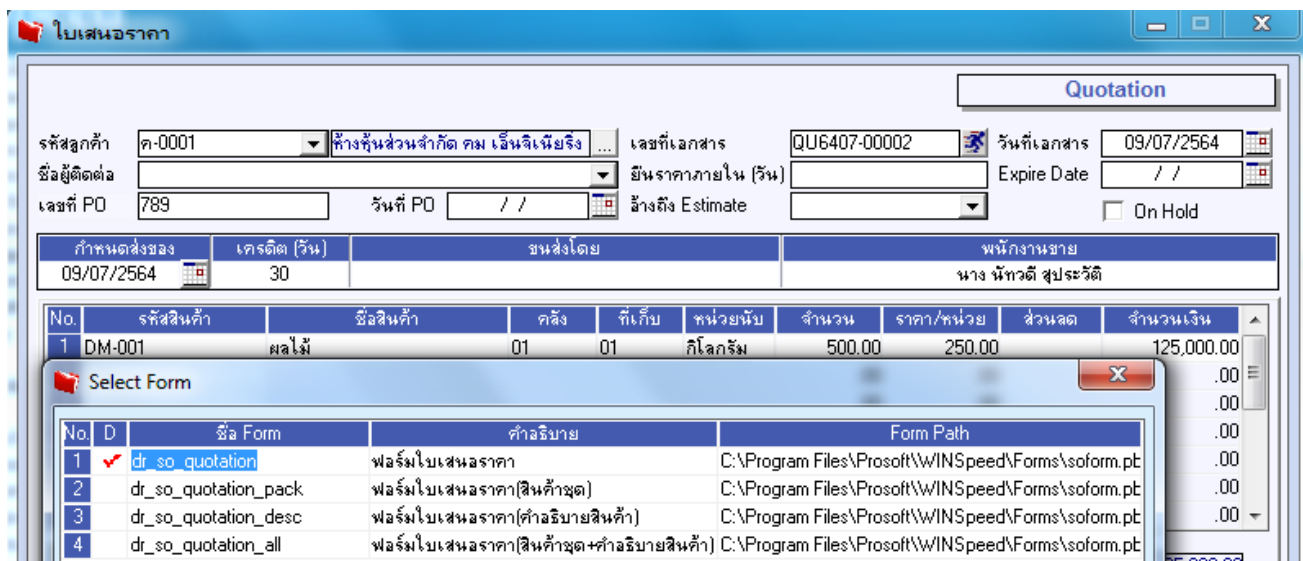 ใบเสนอราคา
Quotation
รหัสลูกค้า ค-0001 ห้างหุ้นส่วนจำกัด คม เอ็นจิเนียริ่ง ... เลขที่เอกสาร QU6407-00002 วันที่เอกสาร 09/07/2564
ชื่อผู้ติดต่อ ยืนราคาภายใน (วัน) Expire Date / /
เลขที่ PO 789 วันที่ PO / / อ้างถึง Estimate On Hold
กำหนดส่งของ เครดิต (วัน) ขนส่งโดย พนักงานขาย
09/07/2564 30 นาง นัทวดี สุประวัติ
No. รหัสสินค้า ชื่อสินค้า คลัง ที่เก็บ หน่วยนับ จำนวน ราคา/หน่วย ส่วนลด จำนวนเงิน
1 DM-001 ผลไม้ 01 01 กิโลกรัม 500.00 250.00 125,000.00
Select Form .00
.00
No. D ชื่อ Form คำอธิบาย Form Path .00
1 dr_so_quotation ฟอร์มใบเสนอราคา C:\Program Files\Prosoft\WINSpeed\Forms\soform.pb .00
2 dr_so_quotation_pack ฟอร์มใบเสนอราคา(สินค้าชุด) C:\Program Files\Prosoft\WINSpeed\Forms\soform.pb .00
3 dr_so_quotation_desc ฟอร์มใบเสนอราคา(คำอธิบายสินค้า) C:\Program Files\Prosoft\WINSpeed\Forms\soform.pb .00
4 dr_so_quotation_all ฟอร์มใบเสนอราคา(สินค้าชุด+คำอธิบายสินค้า) C:\Program Files\Prosoft\WINSpeed\Forms\soform.pb